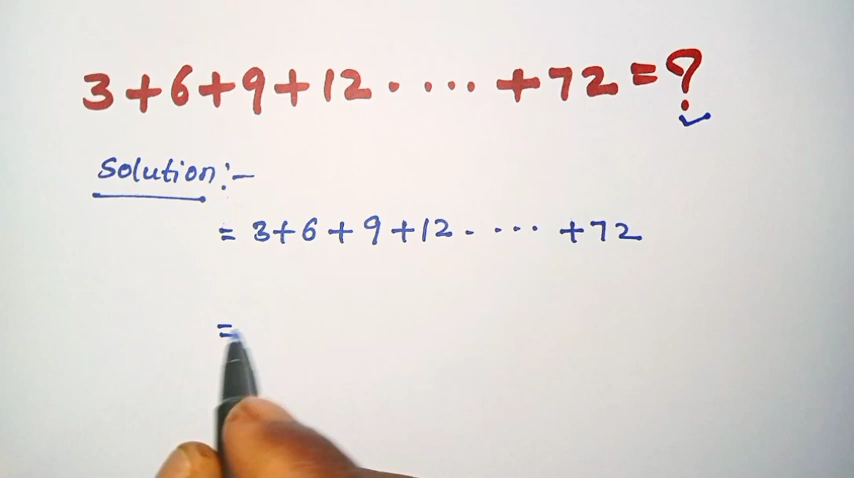 3+6+9+12.....+72=?
Solution:-
= 3+6+9+12.....+72
=